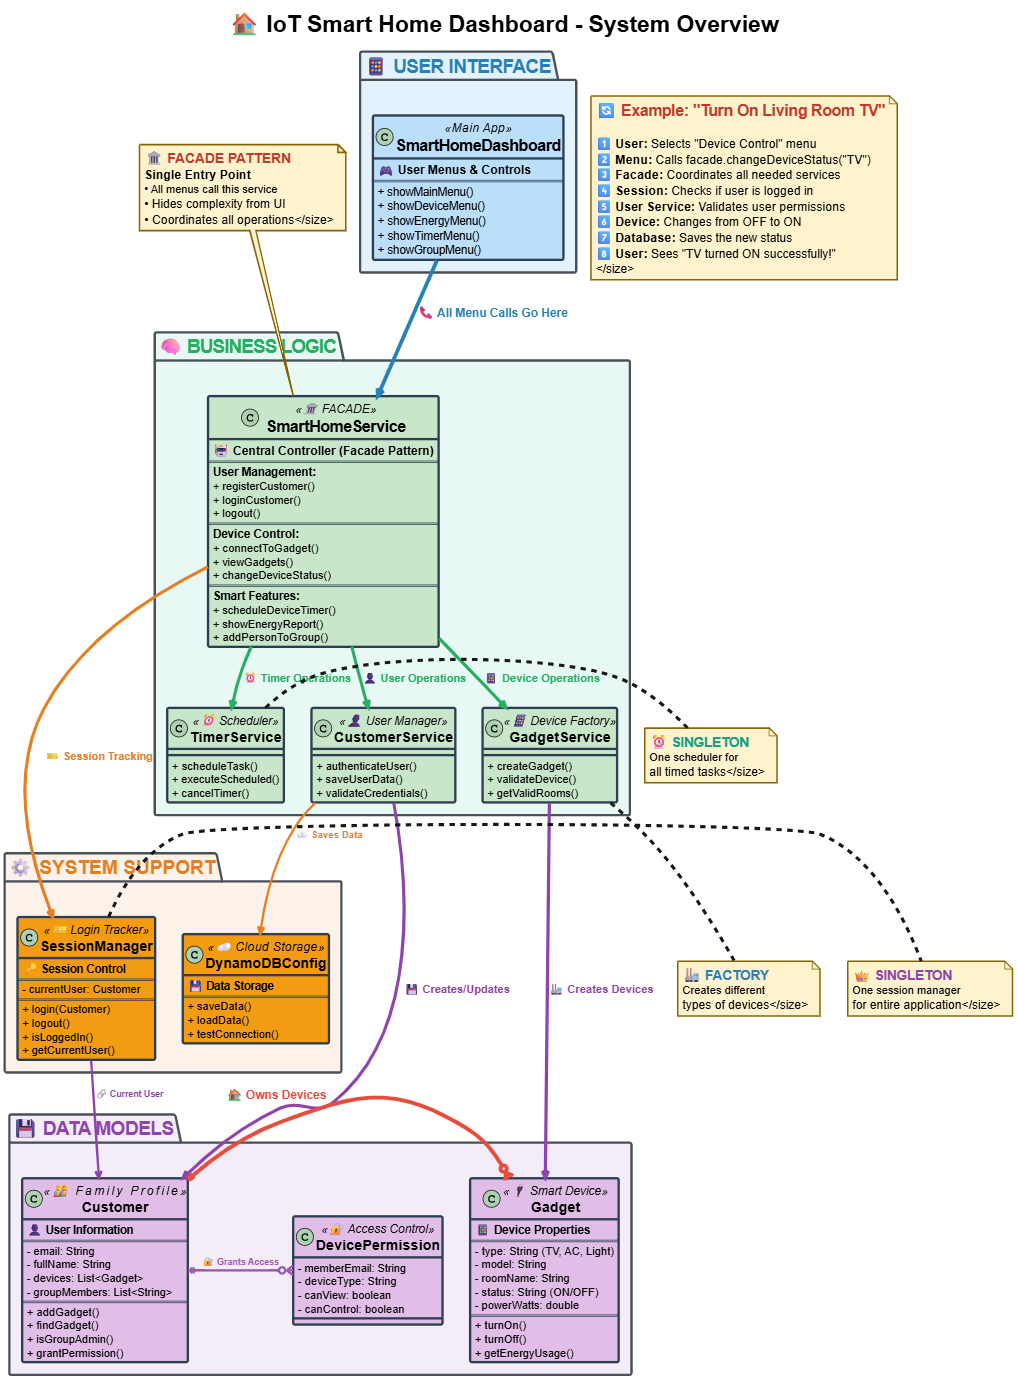 🏠 IoT Smart Home Dashboard - System Overview
USER INTERFACE
«Main App»
C
SmartHomeDashboard
🎮 User Menus & Controls
+ showMainMenu()
+ showDeviceMenu()
+ showEnergyMenu()
+ showTimerMenu()
+ showGroupMenu()
🔄 Example: "Turn On Living Room TV"
1 User: Selects "Device Control" menu
2 Menu: Calls facade.changeDeviceStatus("TV")
3 Facade: Coordinates all needed services
4 Session: Checks if user is logged in
5 User Service: Validates user permissions
6 Device: Changes from OFF to ON
7 Database: Saves the new status
8 User: Sees "TV turned ON successfully!"
</size>
🏛 FACADE PATTERN
Single Entry Point
• All menus call this service
• Hides complexity from UI
• Coordinates all operations</size>
📞 All Menu Calls Go Here
🧠 BUSINESS LOGIC
«🏛 FACADE»
C
SmartHomeService
Central Controller (Facade Pattern)
User Management:
+ registerCustomer()
+ loginCustomer()
+ logout()
Device Control:
+ connectToGadget()
+ viewGadgets()
+ changeDeviceStatus()
Smart Features:
+ scheduleDeviceTimer()
+ showEnergyReport()
+ addPersonToGroup()
⏰ Timer Operations
👤 User Operations
Device Operations
«⏰ Scheduler»
C
TimerService
+ scheduleTask()
+ executeScheduled()
+ cancelTimer()
«👤 User Manager»
C
CustomerService
+ authenticateUser()
+ saveUserData()
+ validateCredentials()
« Device Factory»
C
GadgetService
+ createGadget()
+ validateDevice()
+ getValidRooms()
⏰ SINGLETON
One scheduler for
all timed tasks</size>
🎫 Session Tracking
☁ Saves Data
⚙ SYSTEM SUPPORT
«🎫 Login Tracker»
C
SessionManager
🔑 Session Control
- currentUser: Customer
+ login(Customer)
+ logout()
+ isLoggedIn()
+ getCurrentUser()
«☁ Cloud Storage»
C
DynamoDBConfig
💾 Data Storage
+ saveData()
+ loadData()
+ testConnection()
💾 Creates/Updates
🏭 Creates Devices
🏭 FACTORY
Creates different
types of devices</size>
👑 SINGLETON
One session manager
for entire application</size>
🔗 Current User
🏠 Owns Devices
💾 DATA MODELS
« Family Profile»
C
Customer
👤 User Information
- email: String
- fullName: String
- devices: List<Gadget>
- groupMembers: List<String>
+ addGadget()
+ findGadget()
+ isGroupAdmin()
+ grantPermission()
🔐 Grants Access
«🔐 Access Control»
C
DevicePermission
- memberEmail: String
- deviceType: String
- canView: boolean
- canControl: boolean
« Smart Device»
C
Gadget
Device Properties
- type: String (TV, AC, Light)
- model: String
- roomName: String
- status: String (ON/OFF)
- powerWatts: double
+ turnOn()
+ turnOff()
+ getEnergyUsage()